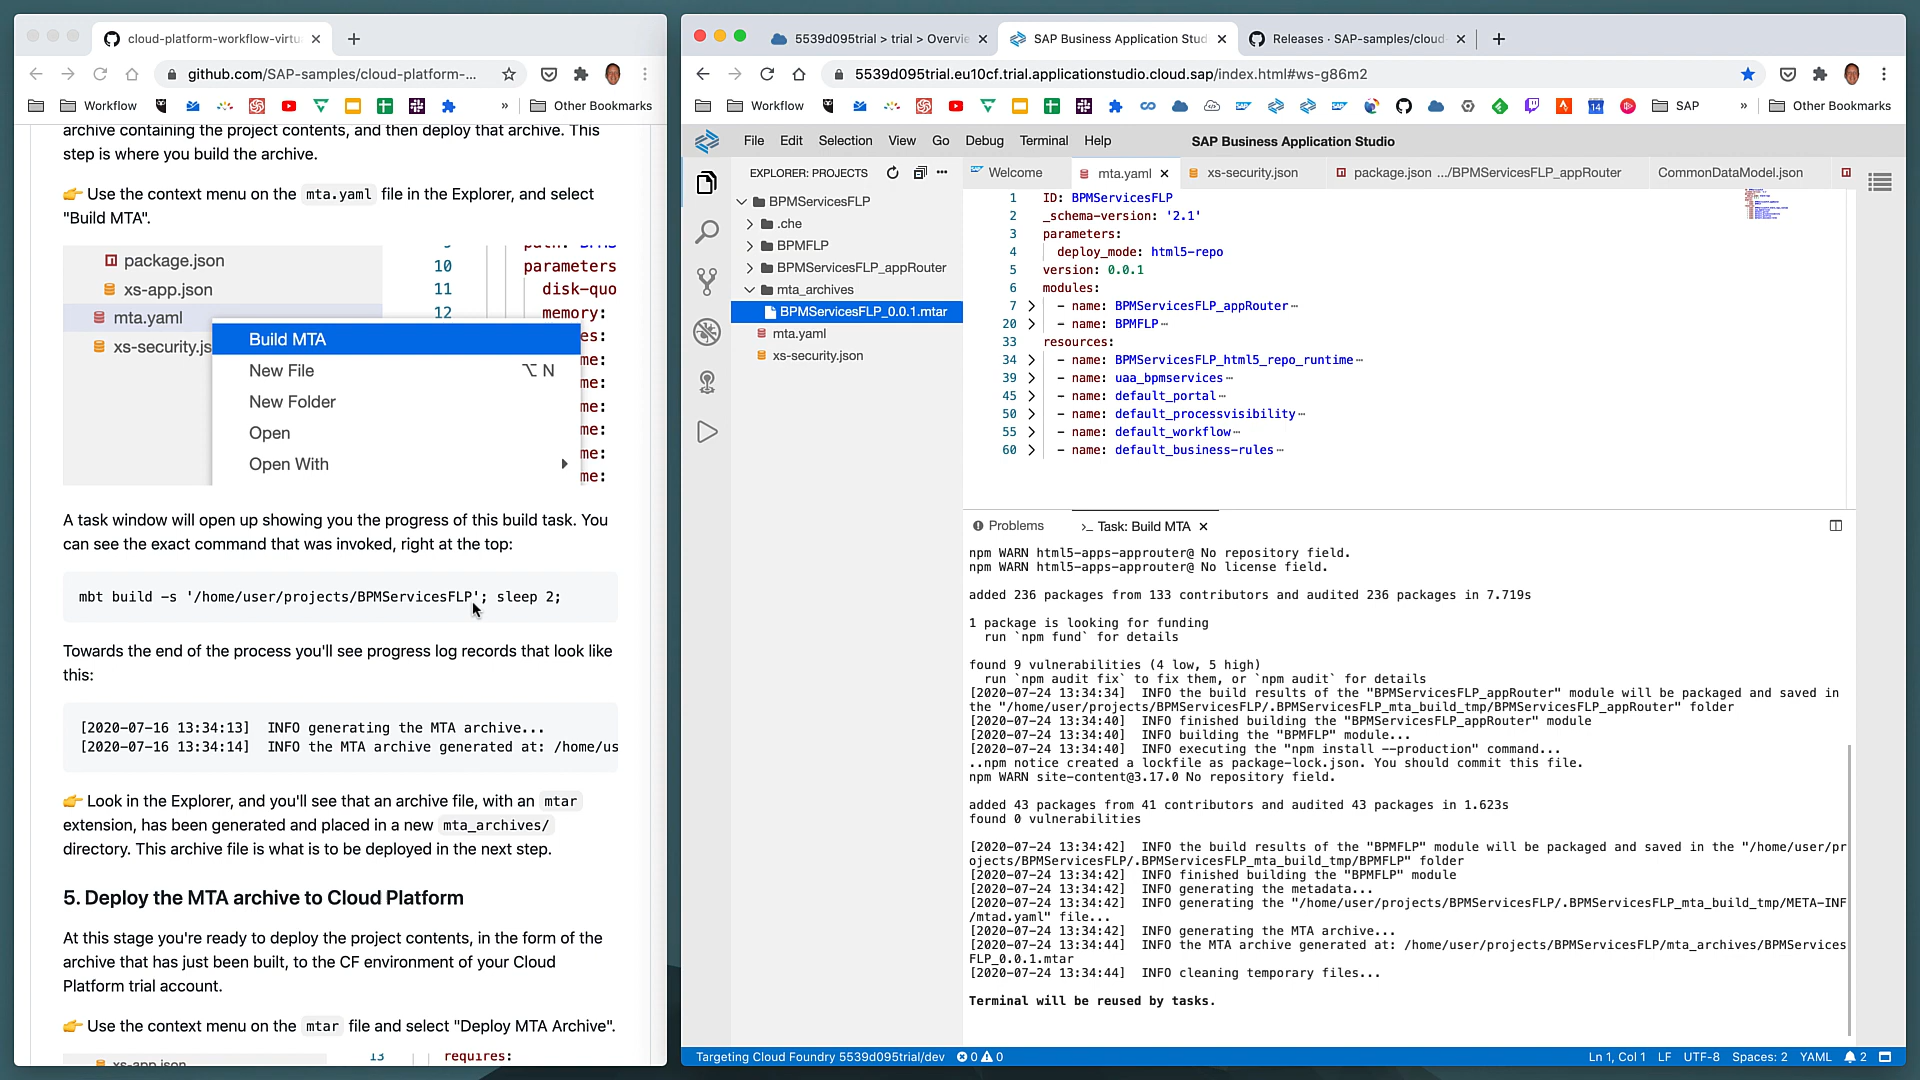 cloud-platform-workflow-virtu
github.com/SAP-samples/cloud-platform-...
Workflow
»
Other Bookmarks
archive containing the project contents, and then deploy that archive. This
step is where you build the archive.
👉 Use the context menu on the mta.yaml file in the Explorer, and select
"Build MTA".
package.json
xs-app.json
mta.yaml
xs-security.js
10 parameters
11 disk-quo
12 memory:
Build MTA
New File ⌥ N
New Folder
Open
Open With
es:
me:
me:
me:
me:
me:
me:
A task window will open up showing you the progress of this build task. You
can see the exact command that was invoked, right at the top:
mbt build -s '/home/user/projects/BPMServicesFLP'; sleep 2;
Towards the end of the process you'll see progress log records that look like
this:
[2020-07-16 13:34:13]  INFO generating the MTA archive...
[2020-07-16 13:34:14]  INFO the MTA archive generated at: /home/us
👉 Look in the Explorer, and you'll see that an archive file, with an mtar
extension, has been generated and placed in a new mta_archives/
directory. This archive file is what is to be deployed in the next step.
5. Deploy the MTA archive to Cloud Platform
At this stage you're ready to deploy the project contents, in the form of the
archive that has just been built, to the CF environment of your Cloud
Platform trial account.
👉 Use the context menu on the mtar file and select "Deploy MTA Archive".
xs-app.json
13 requires:
5539d095trial > trial > Overvie
SAP Business Application Stud
Releases · SAP-samples/cloud-
5539d095trial.eu10cf.trial.applicationstudio.cloud.sap/index.html#ws-g86m2
Workflow
14
SAP
»
Other Bookmarks
File Edit Selection View Go Debug Terminal Help
SAP Business Application Studio
EXPLORER: PROJECTS
BPMServicesFLP
.che
BPMFLP
BPMServicesFLP_appRouter
mta_archives
BPMServicesFLP_0.0.1.mtar
mta.yaml
xs-security.json
Welcome
mta.yaml
xs-security.json
package.json .../BPMServicesFLP_appRouter
CommonDataModel.json
1 ID: BPMServicesFLP
2 _schema-version: '2.1'
3 parameters:
4 deploy_mode: html5-repo
5 version: 0.0.1
6 modules:
7 - name: BPMServicesFLP_appRouter…
20 - name: BPMFLP…
33 resources:
34 - name: BPMServicesFLP_html5_repo_runtime…
39 - name: uaa_bpmservices…
45 - name: default_portal…
50 - name: default_processvisibility…
55 - name: default_workflow…
60 - name: default_business-rules…
Problems
>_ Task: Build MTA
npm WARN html5-apps-approuter@ No repository field.
npm WARN html5-apps-approuter@ No license field.
added 236 packages from 133 contributors and audited 236 packages in 7.719s
1 package is looking for funding
run `npm fund` for details
found 9 vulnerabilities (4 low, 5 high)
run `npm audit fix` to fix them, or `npm audit` for details
[2020-07-24 13:34:34]  INFO the build results of the "BPMServicesFLP_appRouter" module will be packaged and saved in
the "/home/user/projects/BPMServicesFLP/.BPMServicesFLP_mta_build_tmp/BPMServicesFLP_appRouter" folder
[2020-07-24 13:34:40]  INFO finished building the "BPMServicesFLP_appRouter" module
[2020-07-24 13:34:40]  INFO building the "BPMFLP" module...
[2020-07-24 13:34:40]  INFO executing the "npm install --production" command...
..npm notice created a lockfile as package-lock.json. You should commit this file.
npm WARN site-content@3.17.0 No repository field.
added 43 packages from 41 contributors and audited 43 packages in 1.623s
found 0 vulnerabilities
[2020-07-24 13:34:42]  INFO the build results of the "BPMFLP" module will be packaged and saved in the "/home/user/pr
ojects/BPMServicesFLP/.BPMServicesFLP_mta_build_tmp/BPMFLP" folder
[2020-07-24 13:34:42]  INFO finished building the "BPMFLP" module
[2020-07-24 13:34:42]  INFO generating the metadata...
[2020-07-24 13:34:42]  INFO generating the "/home/user/projects/BPMServicesFLP/.BPMServicesFLP_mta_build_tmp/META-INF
/mtad.yaml" file...
[2020-07-24 13:34:42]  INFO generating the MTA archive...
[2020-07-24 13:34:44]  INFO the MTA archive generated at: /home/user/projects/BPMServicesFLP/mta_archives/BPMServices
FLP_0.0.1.mtar
[2020-07-24 13:34:44]  INFO cleaning temporary files...
Terminal will be reused by tasks.
Targeting Cloud Foundry 5539d095trial/dev 0 0
Ln 1, Col 1 LF UTF-8 Spaces: 2 YAML 2